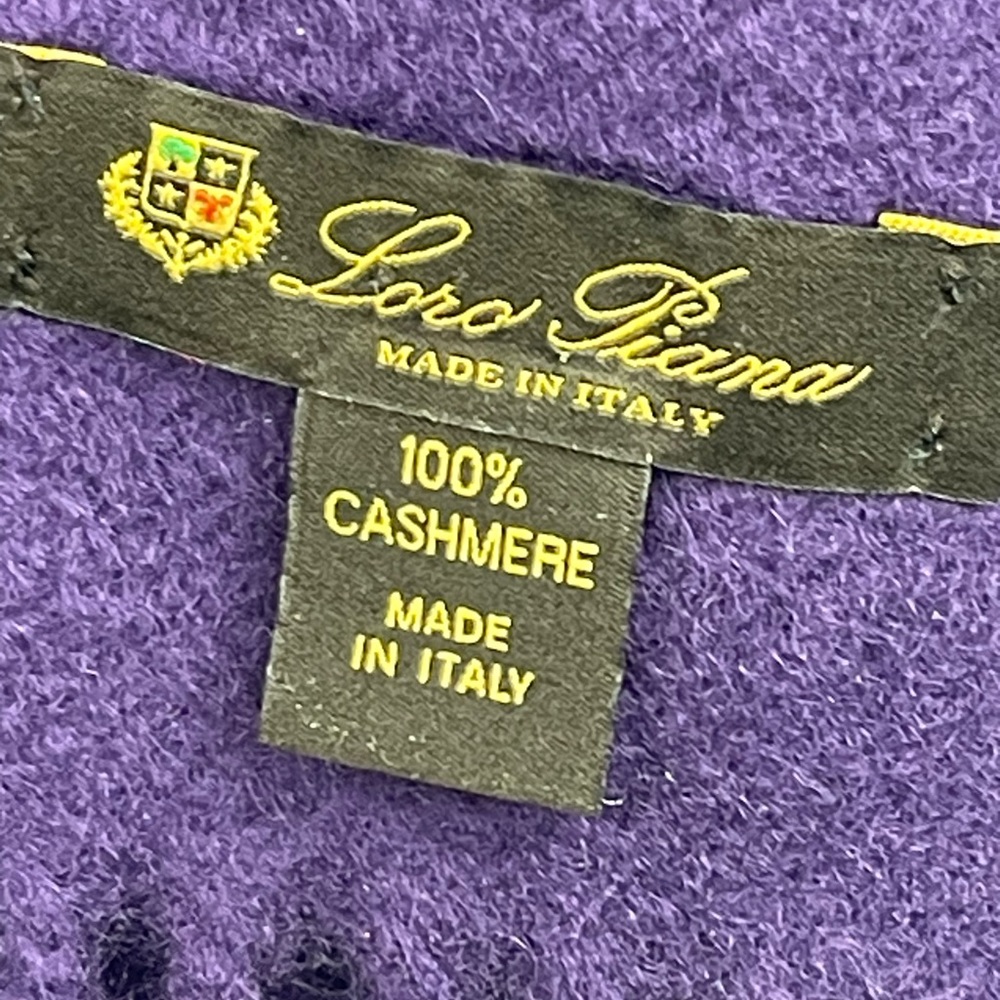 Loro Piana
MADE IN ITALY
100%
CASHMERE
MADE
IN ITALY